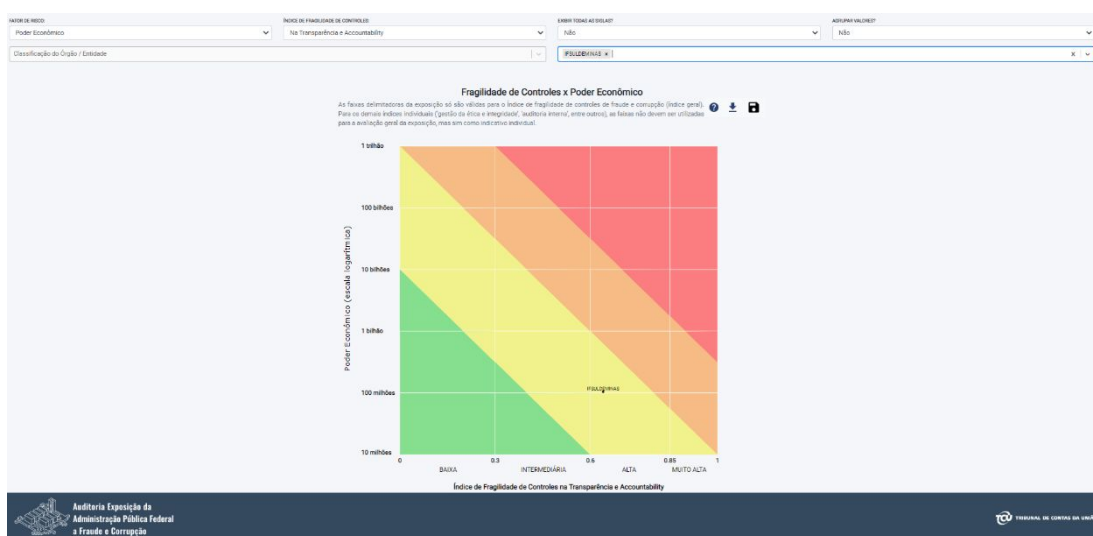 FATOR DE RISCO:
Poder Econômico
ÍNDICE DE FRAGILIDADE DE CONTROLES:
Na Transparência e Accountability
EXIBIR TODAS AS SIGLAS?
Não
AGRUPAR VALORES?
Não
Classificação do Órgão / Entidade
IFSULDEMINAS × x
Fragilidade de Controles x Poder Econômico
As faixas delimitadoras da exposição só são válidas para o índice de fragilidade de controles de fraude e corrupção (índice geral).
Para os demais índices individuais ('gestão da ética e integridade', 'auditoria interna', entre outros), as faixas não devem ser utilizadas
para a avaliação geral da exposição, mas sim como indicativo individual.
1 trilhão
100 bilhões
10 bilhões
1 bilhão
100 milhões
10 milhões
Poder Econômico (escala logarítmica)
IFSULDEMINAS
0 0.3 0.6 0.85 1
BAIXA INTERMEDIÁRIA ALTA MUITO ALTA
Índice de Fragilidade de Controles na Transparência e Accountability
Auditoria Exposição da
Administração Pública Federal
a Fraude e Corrupção
TCU TRIBUNAL DE CONTAS DA UNIÃO